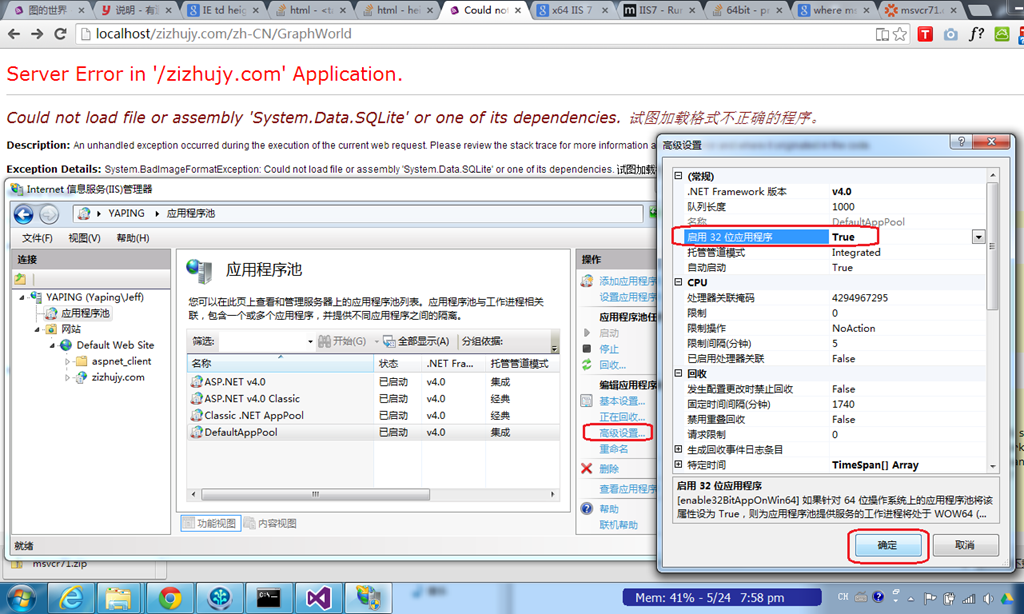 图的世界
说明 - 有
IE td heig
html - <ta
html - hei
Could not
x64 IIS 7
IIS7 - Run
64bit - p
where m
msvcr71.
localhost/zizhujy.com/zh-CN/GraphWorld
Server Error in '/zizhujy.com' Application.
Could not load file or assembly 'System.Data.SQLite' or one of its dependencies. 试图加载格式不正确的程序。
Description: An unhandled exception occurred during the execution of the current web request. Please review the stack trace for more information a
Exception Details: System.BadImageFormatException: Could not load file or assembly 'System.Data.SQLite' or one of its dependencies. 试图加载
Internet 信息服务(IIS)管理器
YAPING
应用程序池
文件(F) 视图(V) 帮助(H)
连接
YAPING (Yaping\Jeff)
应用程序池
网站
Default Web Site
aspnet_client
zizhujy.com
应用程序池
您可以在此页上查看和管理服务器上的应用程序池列表。应用程序池与工作进程相关
联，包含一个或多个应用程序，并提供不同应用程序之间的隔离。
筛选: 开始(G) 全部显示(A) 分组依据:
名称 状态 .NET Fra... 托管管道模式
ASP.NET v4.0 已启动 v4.0 集成
ASP.NET v4.0 Classic 已启动 v4.0 经典
Classic .NET AppPool 已启动 v4.0 经典
DefaultAppPool 已启动 v4.0 集成
功能视图 内容视图
就绪
操作
添加应用程序
设置应用程序
应用程序池任
启动
停止
回收...
编辑应用程序
基本设置...
正在回收...
高级设置...
重命名
删除
查看应用程序
帮助
联机帮助
高级设置
(常规)
.NET Framework 版本 v4.0
队列长度 1000
名称 DefaultAppPool
启用 32 位应用程序 True
托管管道模式 Integrated
自动启动 True
CPU
处理器关联掩码 4294967295
限制 0
限制操作 NoAction
限制间隔(分钟) 5
已启用处理器关联 False
回收
发生配置更改时禁止回收 False
固定时间间隔(分钟) 1740
禁用重叠回收 False
请求限制 0
生成回收事件日志条目
特定时间 TimeSpan[] Array
启用 32 位应用程序
[enable32BitAppOnWin64] 如果针对 64 位操作系统上的应用程序池将该
属性设为 True，则为应用程序池提供服务的工作进程将处于 WOW64 (...
确定 取消
msvcr71.zip
Mem: 41% - 5/24 7:58 pm
CH